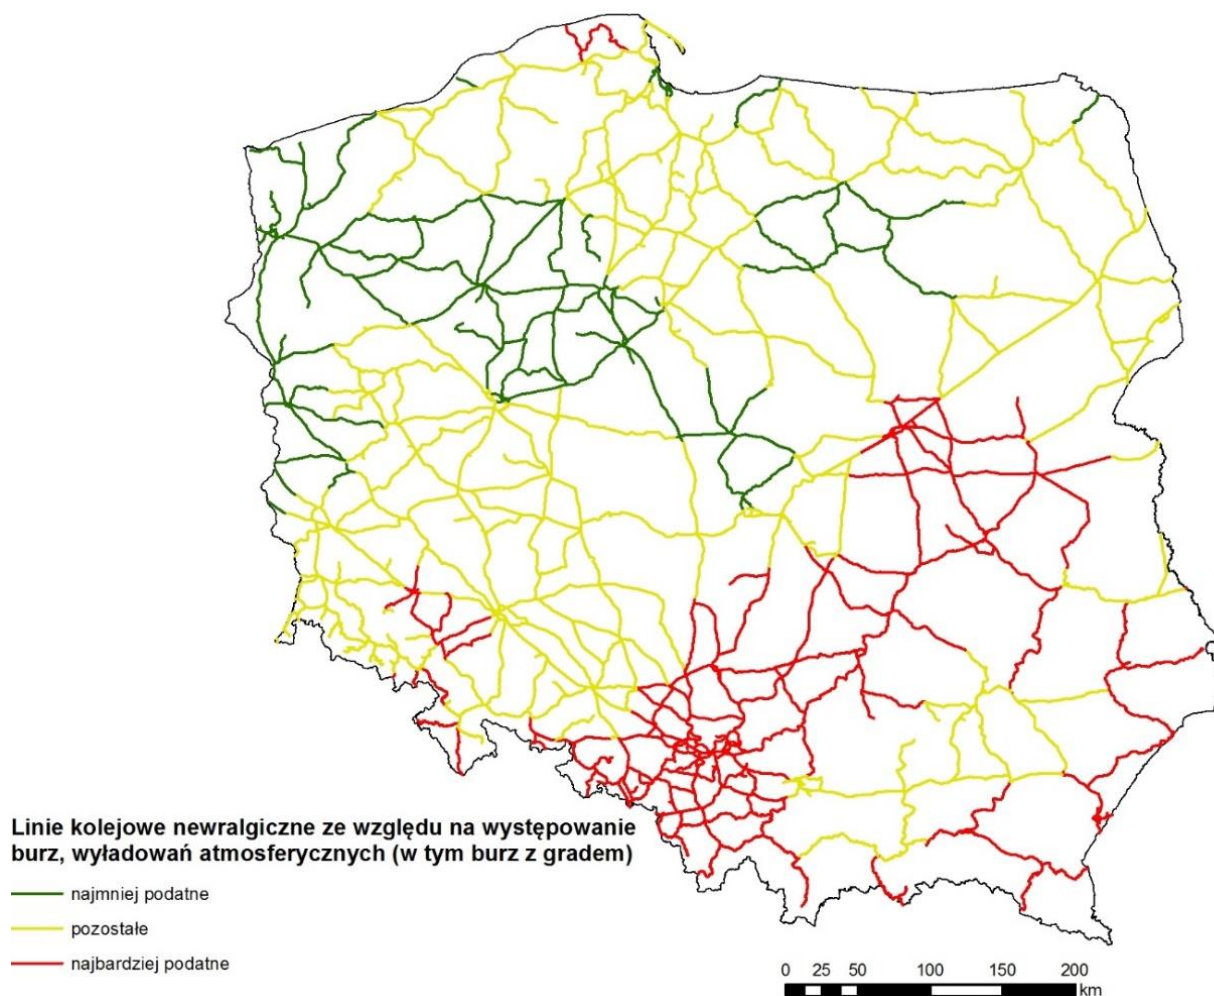 Linie kolejowe newralgiczne ze względu na występowanie
burz, wyładowań atmosferycznych (w tym burz z gradem)
najmniej podatne
pozostałe
najbardziej podatne
0 25 50 100 150 200
km